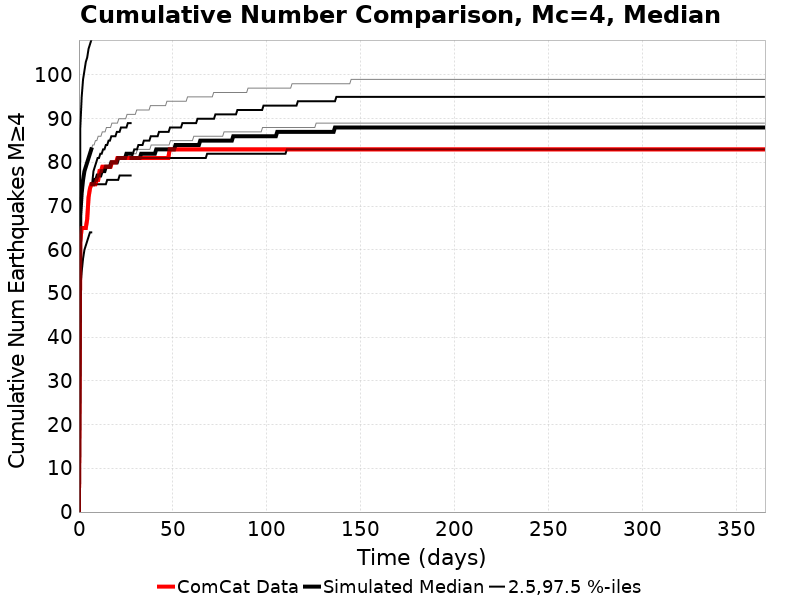 Cumulative Number Comparison, Mc=4, Median
Cumulative Num Earthquakes M≥4
100
90
80
70
60
50
40
30
20
10
0
0 50 100 150 200 250 300 350
Time (days)
ComCat Data Simulated Median 2.5,97.5 %-iles